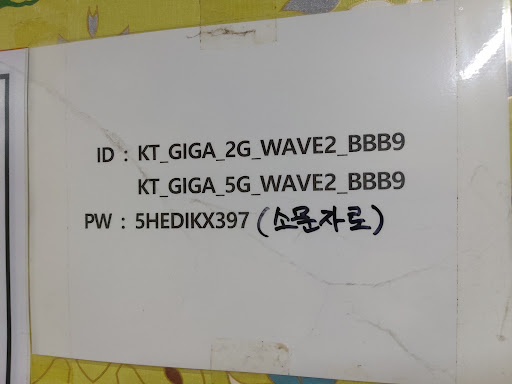 ID : KT_GIGA_2G_WAVE2_BBB9
KT_GIGA_5G_WAVE2_BBB9
PW : 5HEDIKX397 (소문자로)